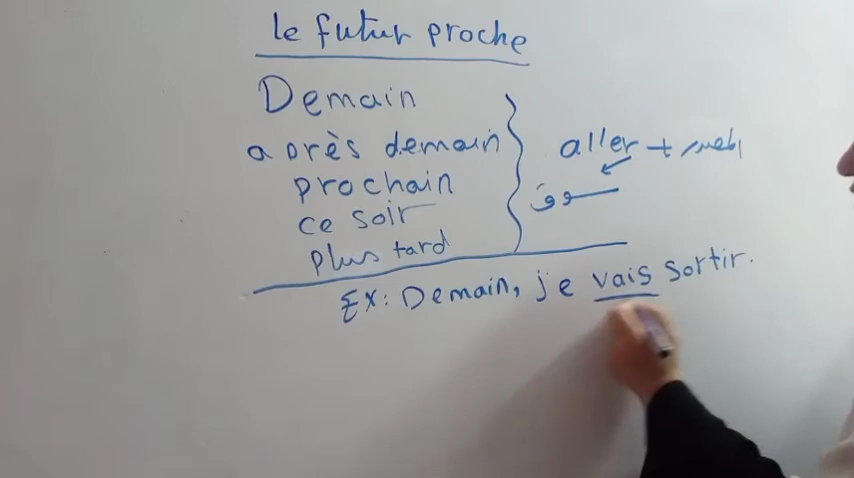 le futur proche
Demain
après demain
prochain
ce soir
plus tard
aller + المصدر
سوف
Ex: Demain, je vais sortir.